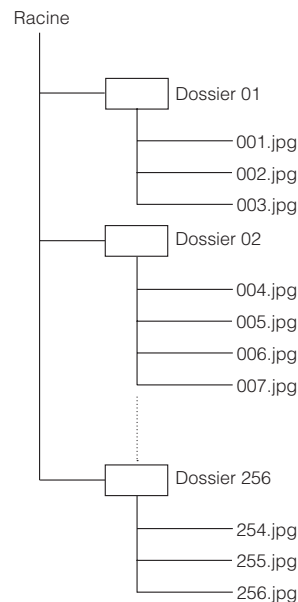 Racine
Dossier 01
001.jpg
002.jpg
003.jpg
Dossier 02
004.jpg
005.jpg
006.jpg
007.jpg
Dossier 256
254.jpg
255.jpg
256.jpg